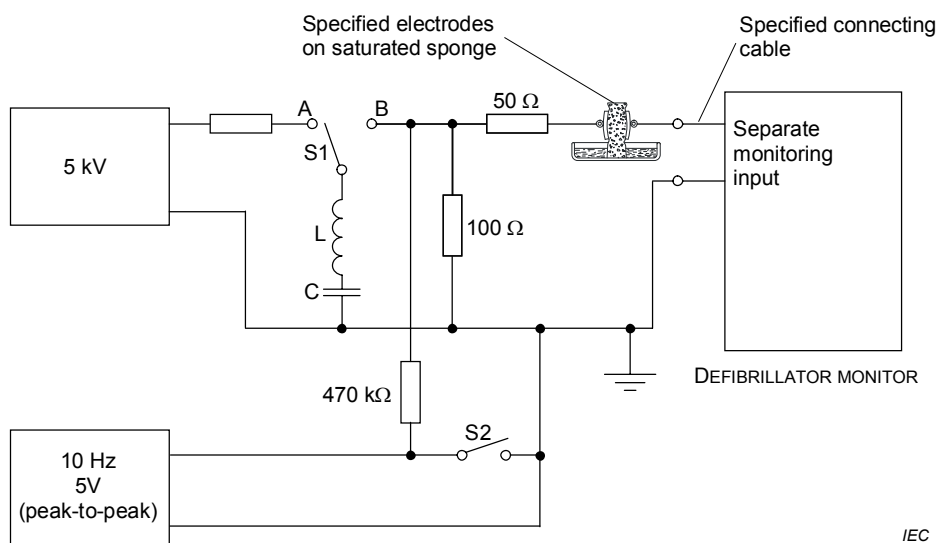 Specified electrodes
on saturated sponge
Specified connecting
cable
5 kV
A
B
S1
50 Ω
Separate
monitoring
input
L
100 Ω
C
DEFIBRILLATOR MONITOR
470 kΩ
S2
10 Hz
5V
(peak-to-peak)
IEC